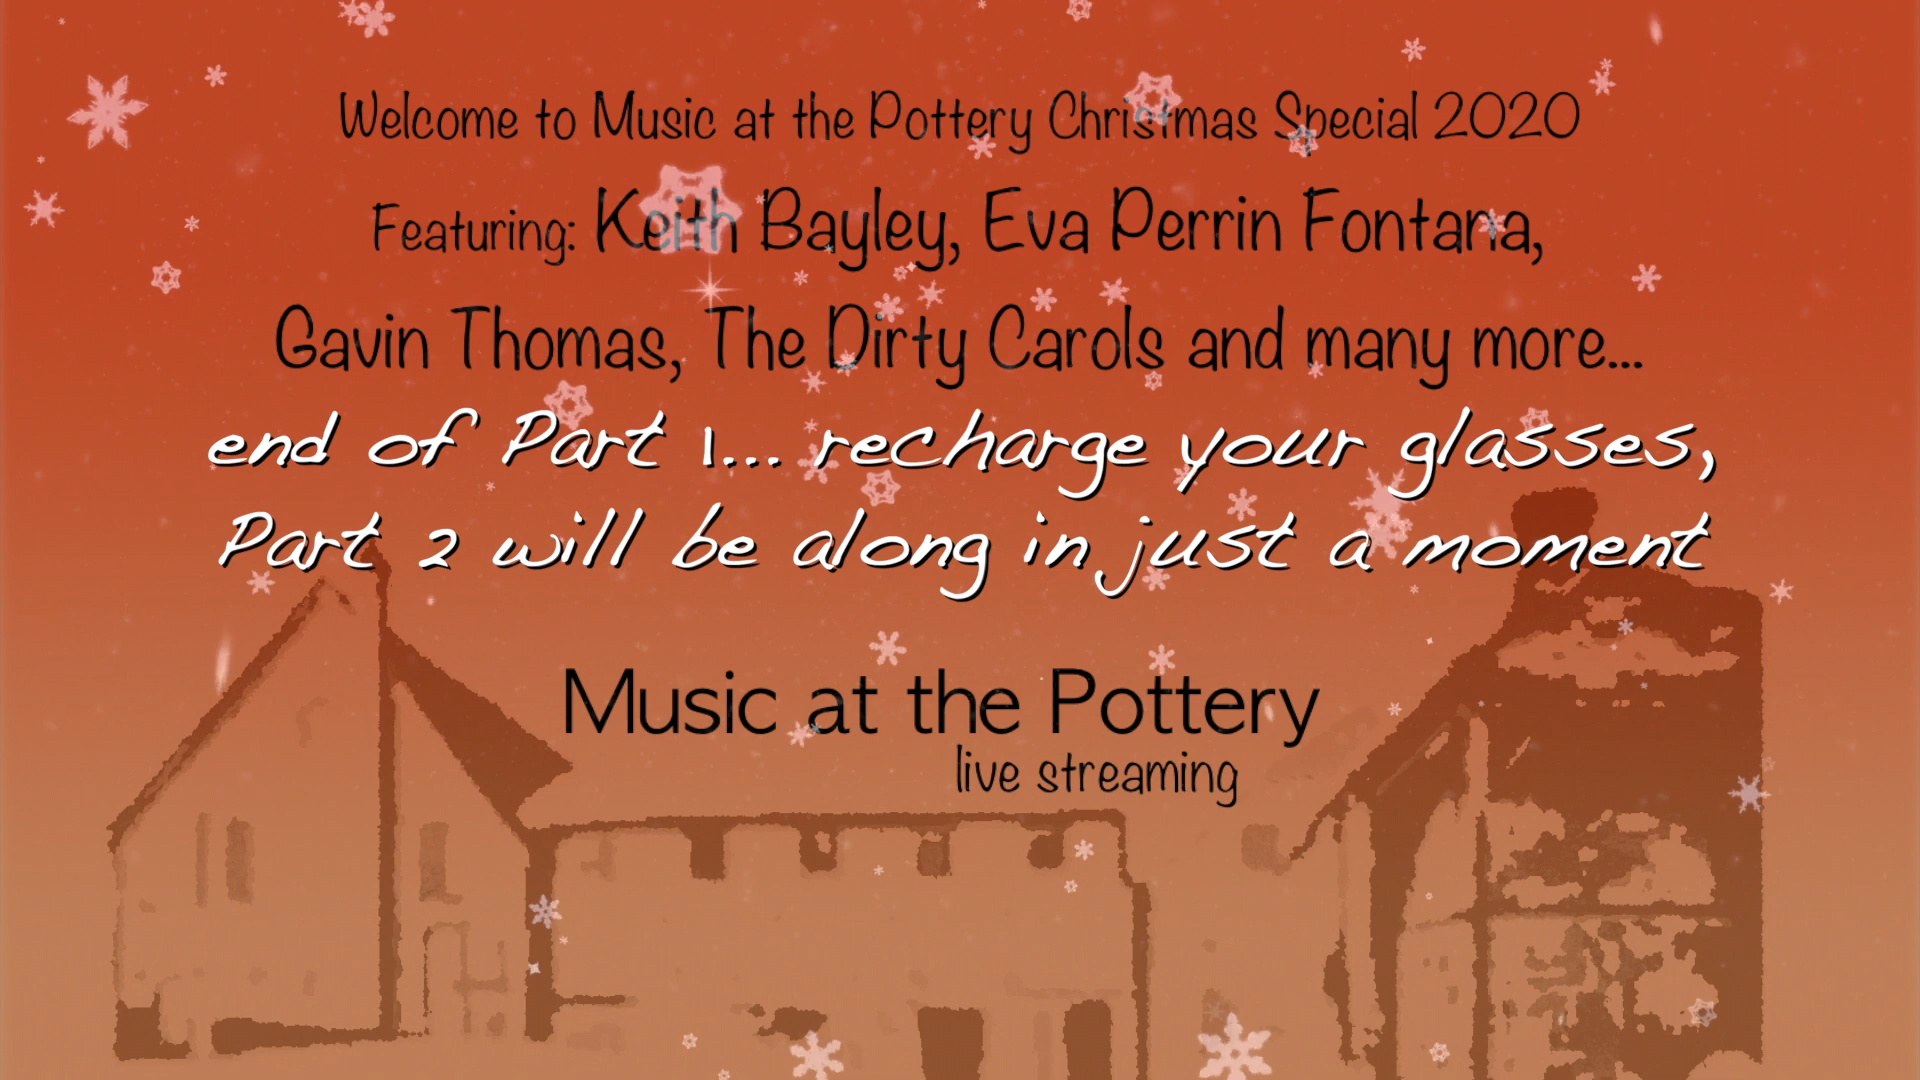 Welcome to Music at the Pottery Christmas Special 2020
Featuring: Keith Bayley, Eva Perrin Fontana,
Gavin Thomas, The Dirty Carols and many more...
end of Part 1... recharge your glasses,
Part 2 will be along in just a moment
Music at the Pottery
live streaming